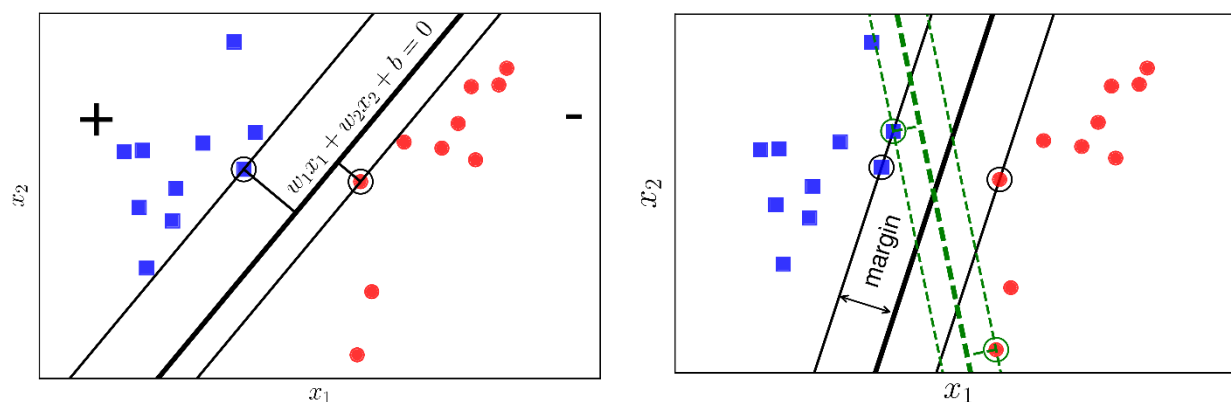 +
-
w₁x₁ + w₂x₂ + b = 0
x₂
x₁
x₂
margin
x₁